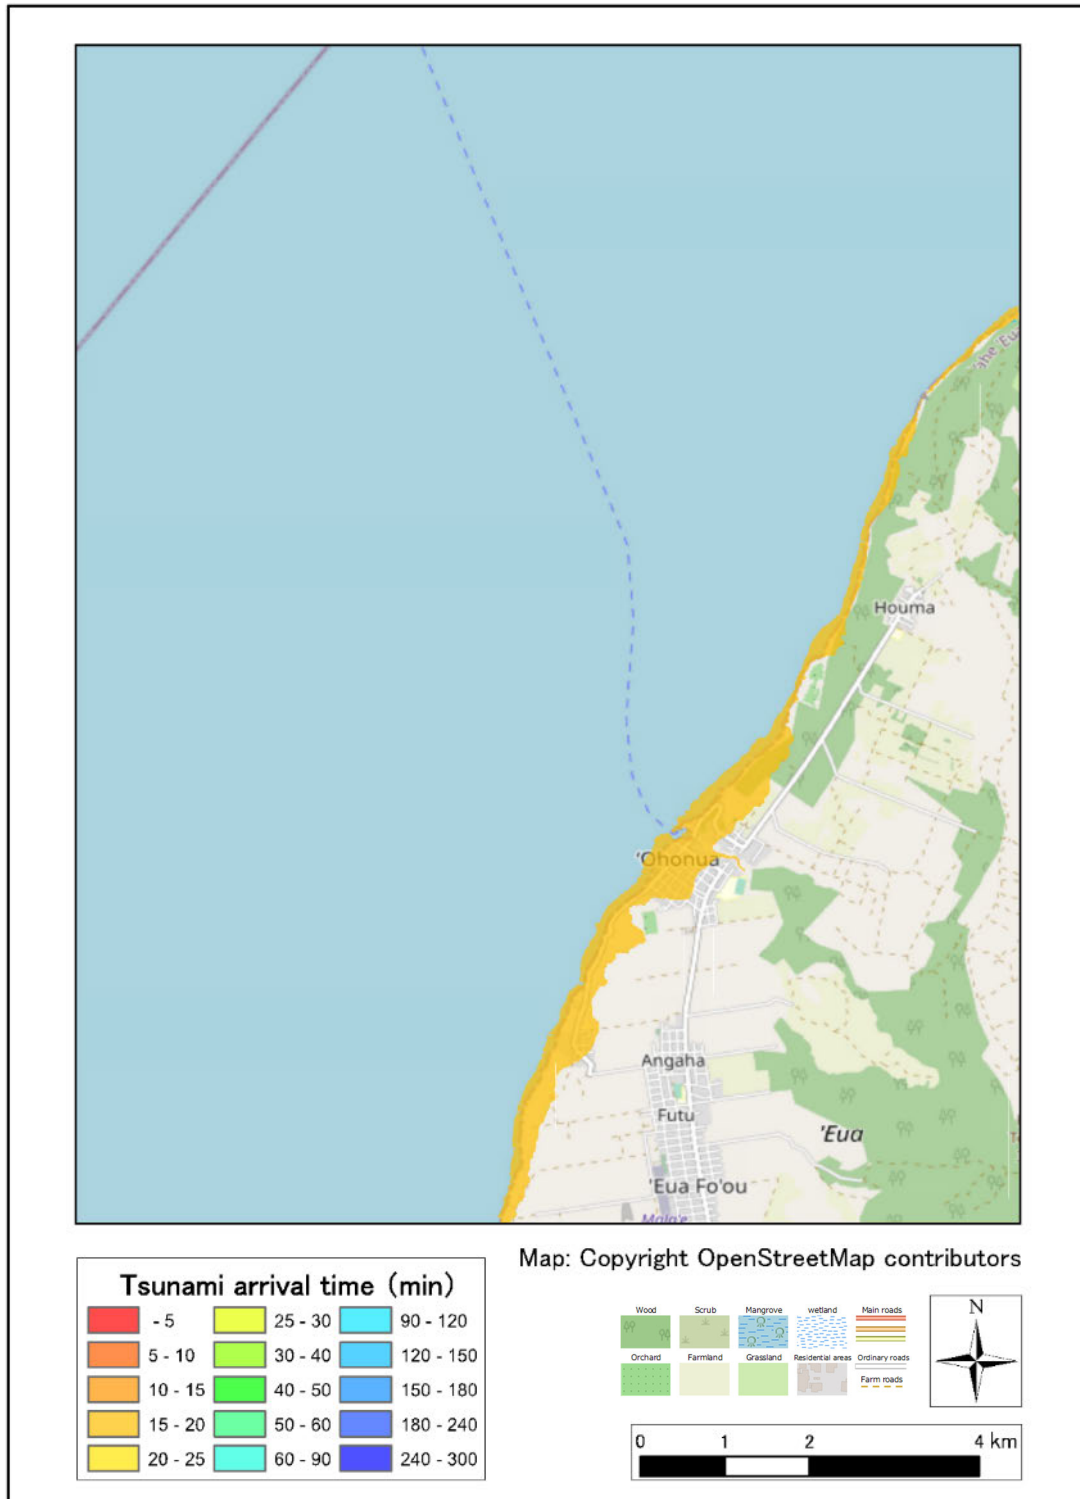 'ahe 'Eu
Houma
'Ohonua
Angaha
Futu
'Eua
'Eua Fo'ou
Mala'e
Map: Copyright OpenStreetMap contributors
Tsunami arrival time (min)
- 5
25 - 30
90 - 120
5 - 10
30 - 40
120 - 150
10 - 15
40 - 50
150 - 180
15 - 20
50 - 60
180 - 240
20 - 25
60 - 90
240 - 300
Wood
Scrub
Mangrove
wetland
Main roads
Orchard
Farmland
Grassland
Residential areas
Ordinary roads
Farm roads
N
0 1 2 4 km